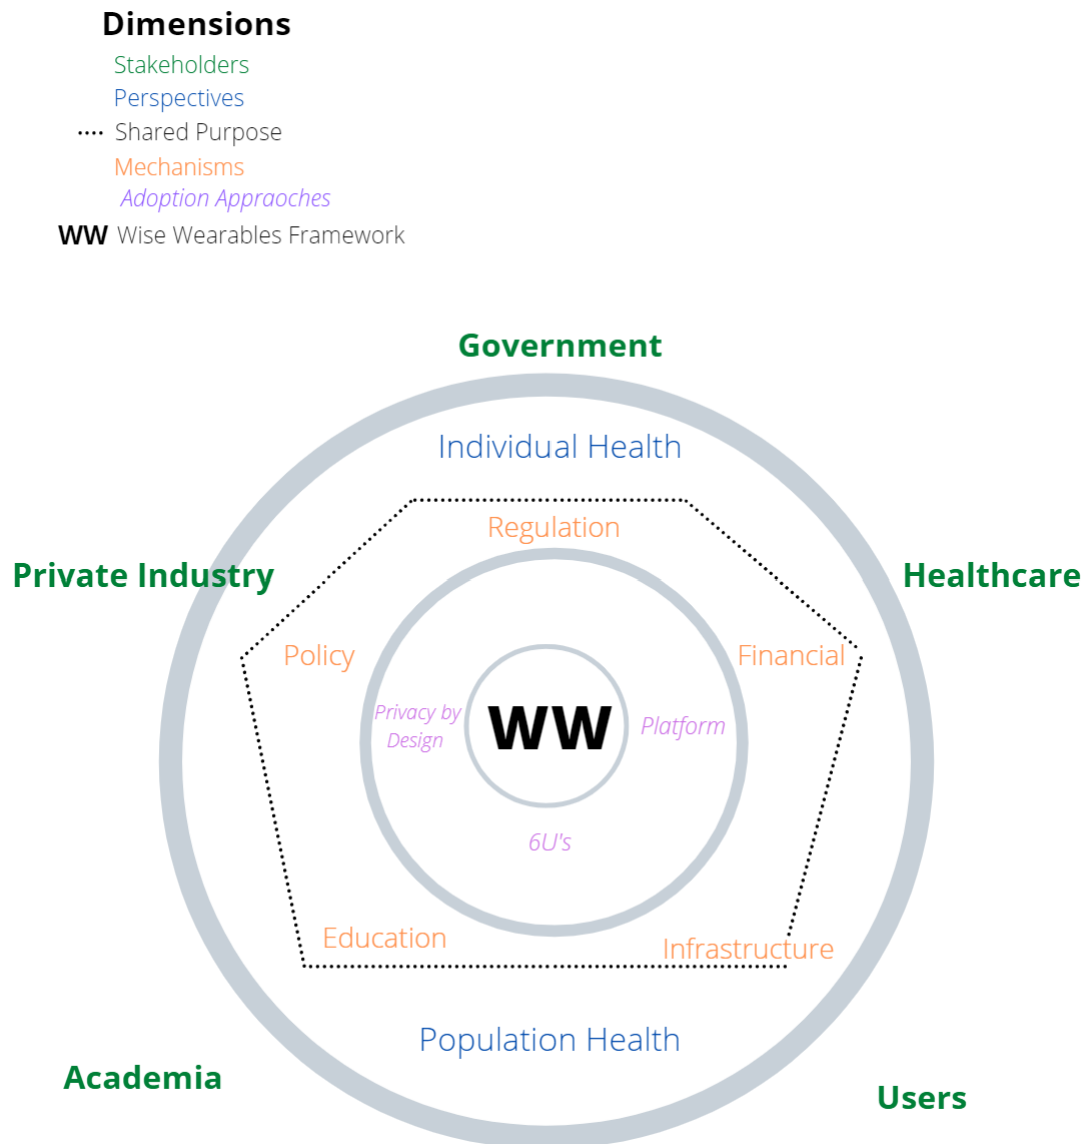 Dimensions
Stakeholders
Perspectives
Shared Purpose
Mechanisms
Adoption Appraoches
WW Wise Wearables Framework
Government
Individual Health
Regulation
Private Industry
Healthcare
Policy
Financial
Privacy by
Design
WW
Platform
6U's
Education
Infrastructure
Population Health
Academia
Users